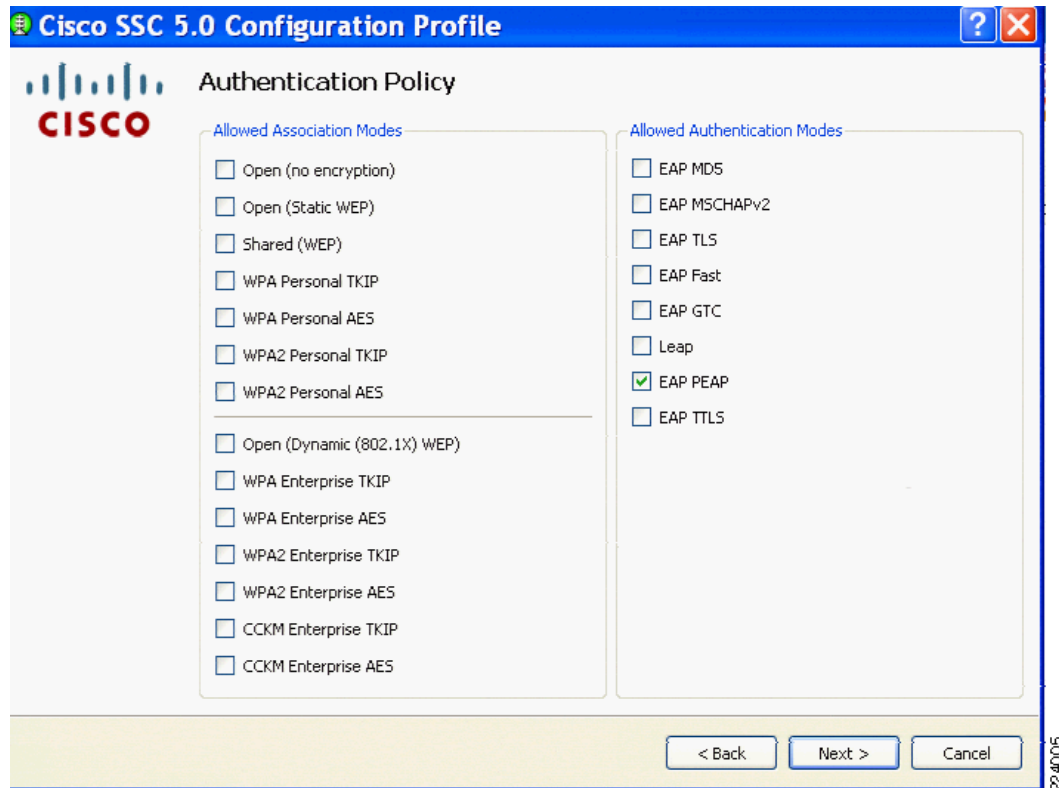 Cisco SSC 5.0 Configuration Profile
?
CISCO
Authentication Policy
Allowed Association Modes
Open (no encryption)
Open (Static WEP)
Shared (WEP)
WPA Personal TKIP
WPA Personal AES
WPA2 Personal TKIP
WPA2 Personal AES
Open (Dynamic (802.1X) WEP)
WPA Enterprise TKIP
WPA Enterprise AES
WPA2 Enterprise TKIP
WPA2 Enterprise AES
CCKM Enterprise TKIP
CCKM Enterprise AES
Allowed Authentication Modes
EAP MD5
EAP MSCHAPv2
EAP TLS
EAP Fast
EAP GTC
Leap
EAP PEAP
EAP TTLS
< Back
Next >
Cancel